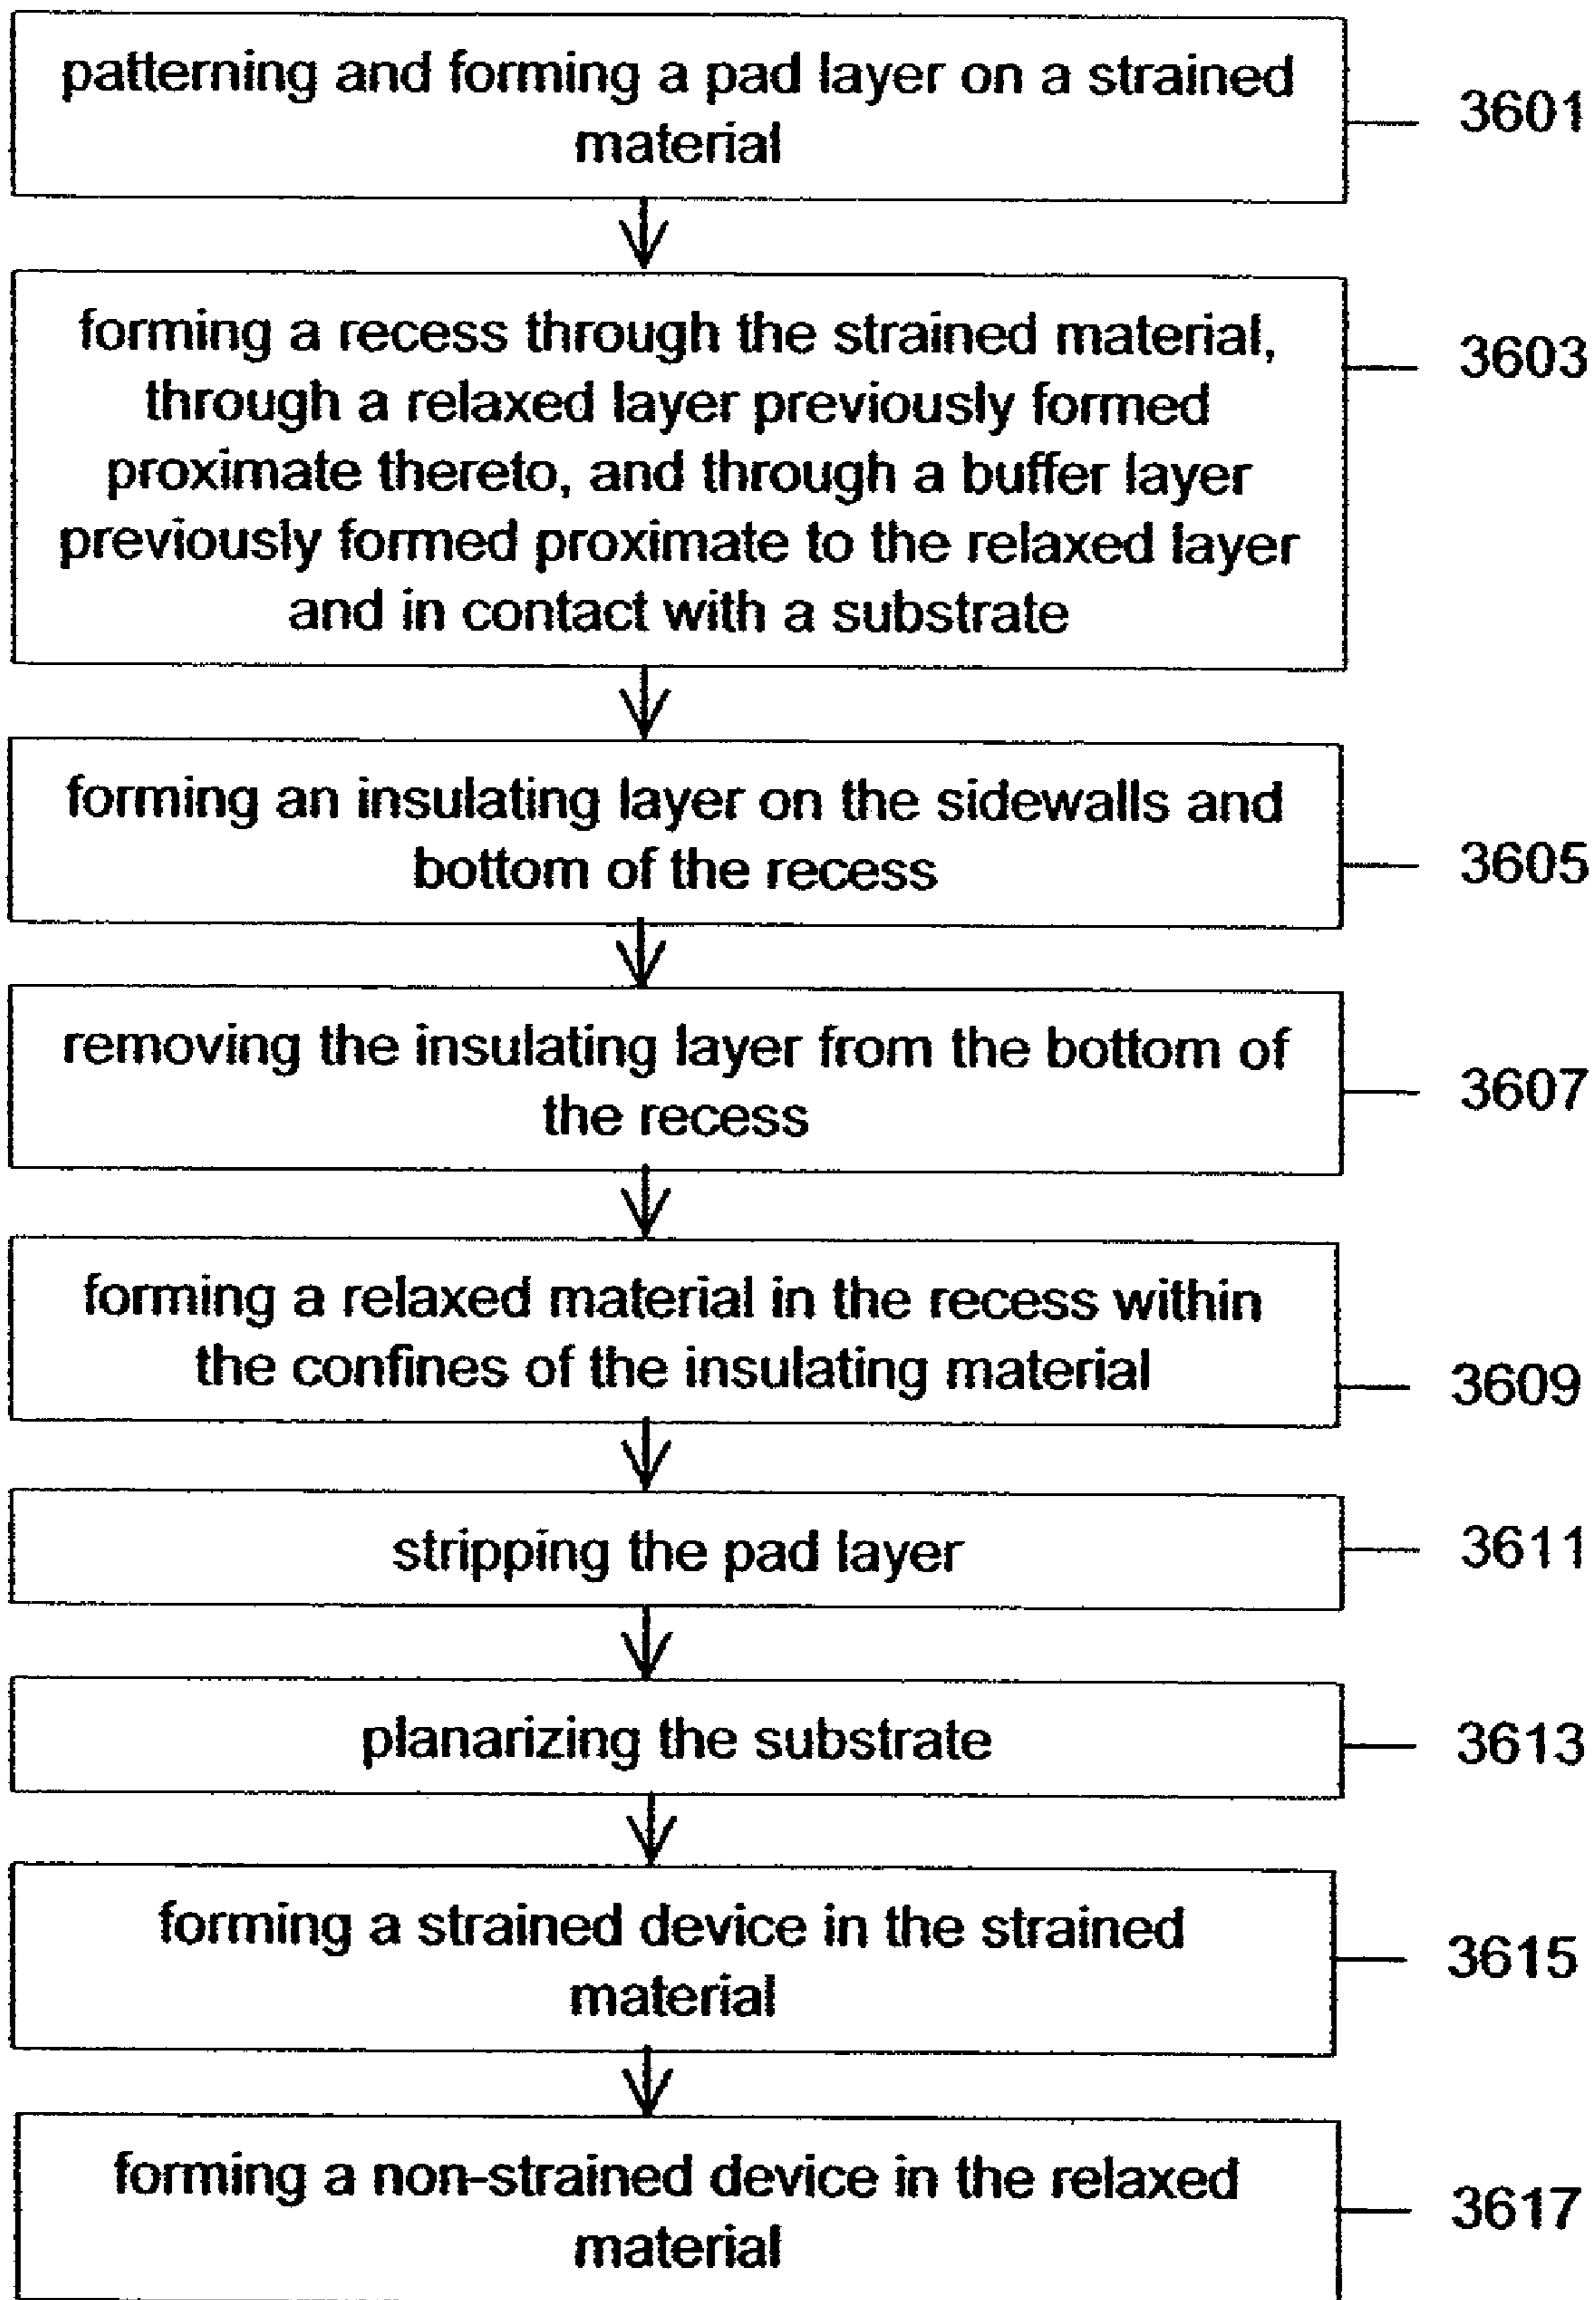 patterning and forming a pad layer on a strained
material
3601
forming a recess through the strained material,
through a relaxed layer previously formed
proximate thereto, and through a buffer layer
previously formed proximate to the relaxed layer
and in contact with a substrate
3603
forming an insulating layer on the sidewalls and
bottom of the recess
3605
removing the insulating layer from the bottom of
the recess
3607
forming a relaxed material in the recess within
the confines of the insulating material
3609
stripping the pad layer
3611
planarizing the substrate
3613
forming a strained device in the strained
material
3615
forming a non-strained device in the relaxed
material
3617